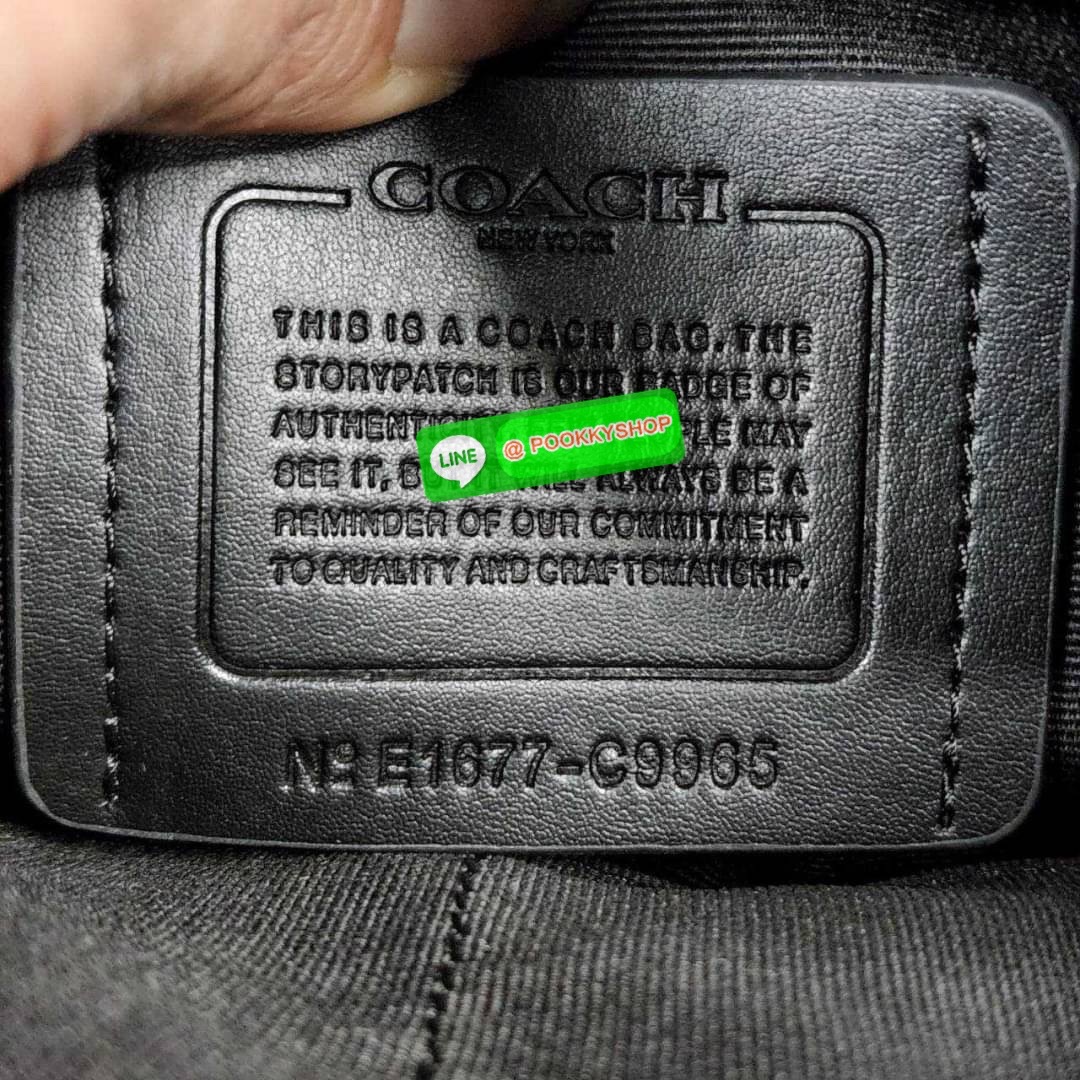 COACH
NEW YORK
THIS IS A COACH BAG. THE
STORYPATCH IS OUR BADGE OF
MAY
SEE IT, ALWAYS BE A
REMINDER OF OUR COMMITMENT
TO QUALITY AND CRAFTSMANSHIP.
LINE @ POOKKYSHOP
Nº E1677-C9965